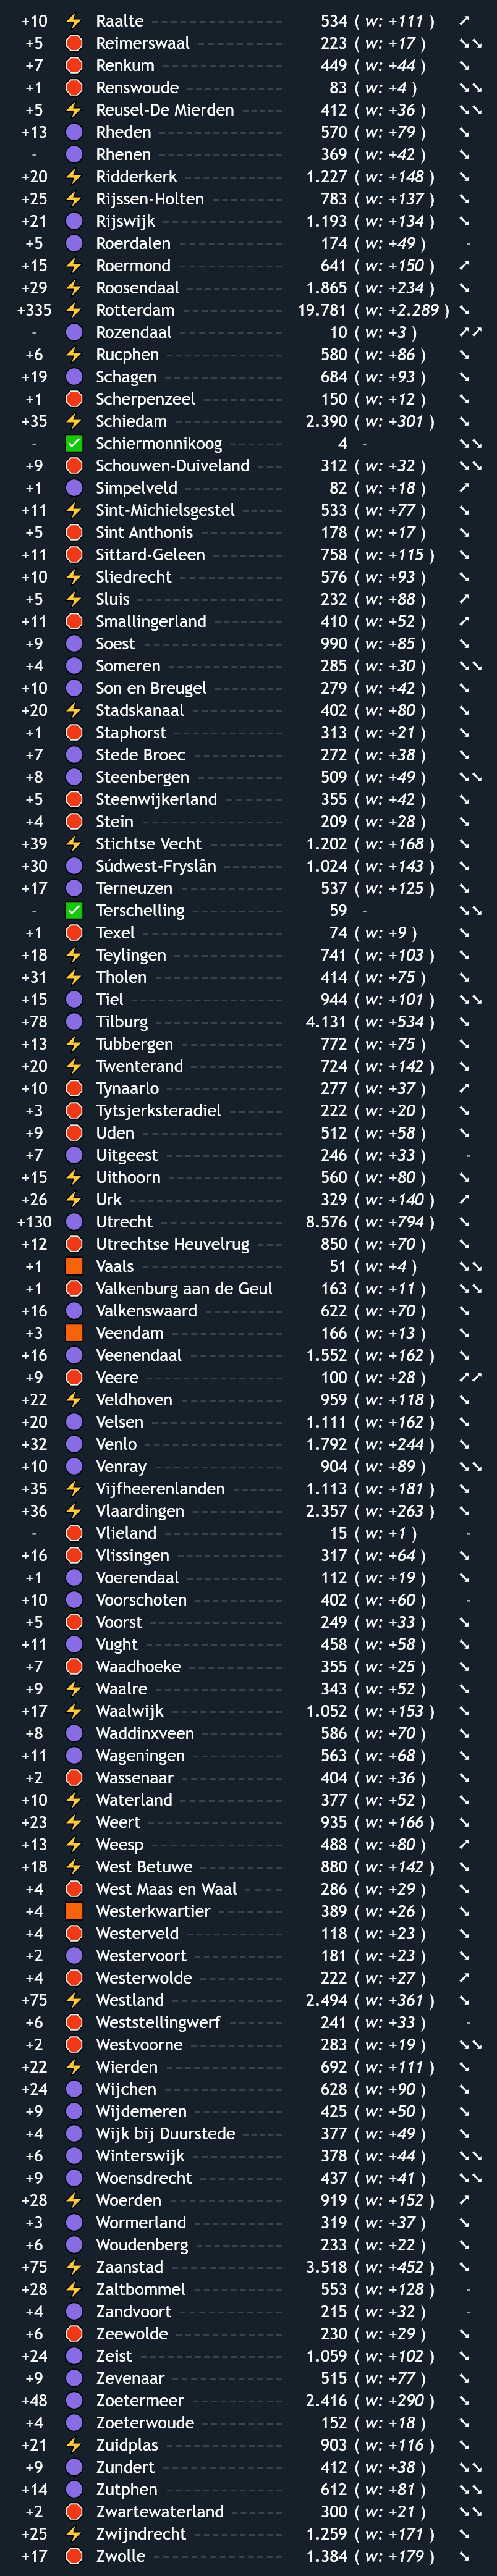 +10 ⚡ Raalte 534 ( w: +111 ) ↗
+5 🛑 Reimerswaal 223 ( w: +17 ) ↘↘
+7 🛑 Renkum 449 ( w: +44 ) ↘
+1 🛑 Renswoude 83 ( w: +4 ) ↘↘
+5 ⚡ Reusel-De Mierden 412 ( w: +36 ) ↘↘
+13 🟣 Rheden 570 ( w: +79 ) ↘
- 🟣 Rhenen 369 ( w: +42 ) ↘
+20 ⚡ Ridderkerk 1.227 ( w: +148 ) ↘
+25 ⚡ Rijssen-Holten 783 ( w: +137 ) ↘
+21 🟣 Rijswijk 1.193 ( w: +134 ) ↘
+5 🟣 Roerdalen 174 ( w: +49 ) -
+15 ⚡ Roermond 641 ( w: +150 ) ↗
+29 ⚡ Roosendaal 1.865 ( w: +234 ) ↘
+335 ⚡ Rotterdam 19.781 ( w: +2.289 ) ↘
- 🟣 Rozendaal 10 ( w: +3 ) ↗↗
+6 ⚡ Rucphen 580 ( w: +86 ) ↘
+19 🟣 Schagen 684 ( w: +93 ) ↘
+1 🛑 Scherpenzeel 150 ( w: +12 ) ↘
+35 ⚡ Schiedam 2.390 ( w: +301 ) ↘
- ✅ Schiermonnikoog 4 - ↘↘
+9 🛑 Schouwen-Duiveland 312 ( w: +32 ) ↘↘
+1 🟣 Simpelveld 82 ( w: +18 ) ↗
+11 ⚡ Sint-Michielsgestel 533 ( w: +77 ) ↘
+5 🛑 Sint Anthonis 178 ( w: +17 ) ↘
+11 🛑 Sittard-Geleen 758 ( w: +115 ) ↘
+10 ⚡ Sliedrecht 576 ( w: +93 ) ↘
+5 ⚡ Sluis 232 ( w: +88 ) ↗
+11 🛑 Smallingerland 410 ( w: +52 ) ↗
+9 🟣 Soest 990 ( w: +85 ) ↘
+4 🟣 Someren 285 ( w: +30 ) ↘↘
+10 🟣 Son en Breugel 279 ( w: +42 ) ↘
+20 ⚡ Stadskanaal 402 ( w: +80 ) ↘
+1 🛑 Staphorst 313 ( w: +21 ) ↘
+7 🟣 Stede Broec 272 ( w: +38 ) ↘
+8 🟣 Steenbergen 509 ( w: +49 ) ↘↘
+5 🛑 Steenwijkerland 355 ( w: +42 ) ↘
+4 🛑 Stein 209 ( w: +28 ) ↘
+39 ⚡ Stichtse Vecht 1.202 ( w: +168 ) ↘
+30 🟣 Súdwest-Fryslân 1.024 ( w: +143 ) ↘
+17 🟣 Terneuzen 537 ( w: +125 ) ↘
- ✅ Terschelling 59 - ↘↘
+1 🛑 Texel 74 ( w: +9 ) ↘
+18 ⚡ Teylingen 741 ( w: +103 ) ↘
+31 ⚡ Tholen 414 ( w: +75 ) ↘
+15 🟣 Tiel 944 ( w: +101 ) ↘↘
+78 🟣 Tilburg 4.131 ( w: +534 ) ↘
+13 ⚡ Tubbergen 772 ( w: +75 ) ↘
+20 ⚡ Twenterand 724 ( w: +142 ) ↘
+10 🛑 Tynaarlo 277 ( w: +37 ) ↗
+3 🛑 Tytsjerksteradiel 222 ( w: +20 ) ↘
+9 🛑 Uden 512 ( w: +58 ) ↘
+7 🟣 Uitgeest 246 ( w: +33 ) -
+15 ⚡ Uithoorn 560 ( w: +80 ) ↘
+26 ⚡ Urk 329 ( w: +140 ) ↗
+130 🟣 Utrecht 8.576 ( w: +794 ) ↘
+12 🛑 Utrechtse Heuvelrug 850 ( w: +70 ) ↘
+1 🟧 Vaals 51 ( w: +4 ) ↘↘
+1 🛑 Valkenburg aan de Geul 163 ( w: +11 ) ↘↘
+16 🟣 Valkenswaard 622 ( w: +70 ) ↘
+3 🟧 Veendam 166 ( w: +13 ) ↘
+16 🟣 Veenendaal 1.552 ( w: +162 ) ↘
+9 🛑 Veere 100 ( w: +28 ) ↗↗
+22 ⚡ Veldhoven 959 ( w: +118 ) ↘
+20 🟣 Velsen 1.111 ( w: +162 ) ↘
+32 🟣 Venlo 1.792 ( w: +244 ) ↘
+10 🟣 Venray 904 ( w: +89 ) ↘↘
+35 ⚡ Vijfheerenlanden 1.113 ( w: +181 ) ↘
+36 ⚡ Vlaardingen 2.357 ( w: +263 ) ↘
- 🛑 Vlieland 15 ( w: +1 ) -
+16 🛑 Vlissingen 317 ( w: +64 ) ↘
+1 🟣 Voerendaal 112 ( w: +19 ) ↘
+10 🟣 Voorschoten 402 ( w: +60 ) -
+5 🛑 Voorst 249 ( w: +33 ) ↘
+11 🟣 Vught 458 ( w: +58 ) ↘
+7 🛑 Waadhoeke 355 ( w: +25 ) ↘
+9 ⚡ Waalre 343 ( w: +52 ) ↘
+17 ⚡ Waalwijk 1.052 ( w: +153 ) ↘
+8 🟣 Waddinxveen 586 ( w: +70 ) ↘
+11 🟣 Wageningen 563 ( w: +68 ) ↘
+2 🛑 Wassenaar 404 ( w: +36 ) ↘
+10 ⚡ Waterland 377 ( w: +52 ) ↘
+23 ⚡ Weert 935 ( w: +166 ) ↘
+13 ⚡ Weesp 488 ( w: +80 ) ↗
+18 ⚡ West Betuwe 880 ( w: +142 ) ↘
+4 🛑 West Maas en Waal 286 ( w: +29 ) ↘
+4 🟧 Westerkwartier 389 ( w: +26 ) ↘
+4 🛑 Westerveld 118 ( w: +23 ) ↘
+2 🟣 Westervoort 181 ( w: +23 ) ↘
+4 🛑 Westerwolde 222 ( w: +27 ) ↗
+75 ⚡ Westland 2.494 ( w: +361 ) ↘
+6 🛑 Weststellingwerf 241 ( w: +33 ) -
+2 🛑 Westvoorne 283 ( w: +19 ) ↘↘
+22 ⚡ Wierden 692 ( w: +111 ) ↘
+24 🟣 Wijchen 628 ( w: +90 ) ↘
+9 🟣 Wijdemeren 425 ( w: +50 ) ↘
+4 🟣 Wijk bij Duurstede 377 ( w: +49 ) ↘
+6 🟣 Winterswijk 378 ( w: +44 ) ↘↘
+9 🟣 Woensdrecht 437 ( w: +41 ) ↘↘
+28 ⚡ Woerden 919 ( w: +152 ) ↗
+3 🟣 Wormerland 319 ( w: +37 ) ↘
+6 🟣 Woudenberg 233 ( w: +22 ) ↘
+75 ⚡ Zaanstad 3.518 ( w: +452 ) ↘
+28 ⚡ Zaltbommel 553 ( w: +128 ) -
+4 🟣 Zandvoort 215 ( w: +32 ) -
+6 🛑 Zeewolde 230 ( w: +29 ) ↘
+24 🟣 Zeist 1.059 ( w: +102 ) ↘
+9 🟣 Zevenaar 515 ( w: +77 ) ↘
+48 🟣 Zoetermeer 2.416 ( w: +290 ) ↘
+4 🟣 Zoeterwoude 152 ( w: +18 ) ↘
+21 ⚡ Zuidplas 903 ( w: +116 ) ↘
+9 🟣 Zundert 412 ( w: +38 ) ↘↘
+14 🟣 Zutphen 612 ( w: +81 ) ↘↘
+2 🛑 Zwartewaterland 300 ( w: +21 ) ↘↘
+25 ⚡ Zwijndrecht 1.259 ( w: +171 ) ↘
+17 🛑 Zwolle 1.384 ( w: +179 ) ↘